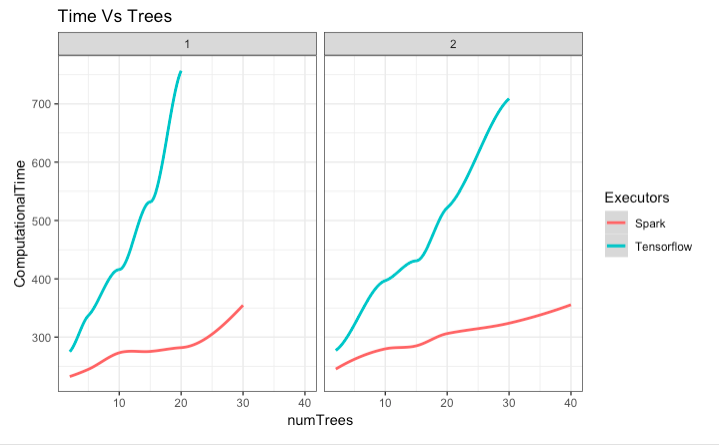 Time Vs Trees
1
2
700
600
500
400
300
ComputationalTime
10
20
30
40
10
20
30
40
numTrees
Executors
Spark
Tensorflow